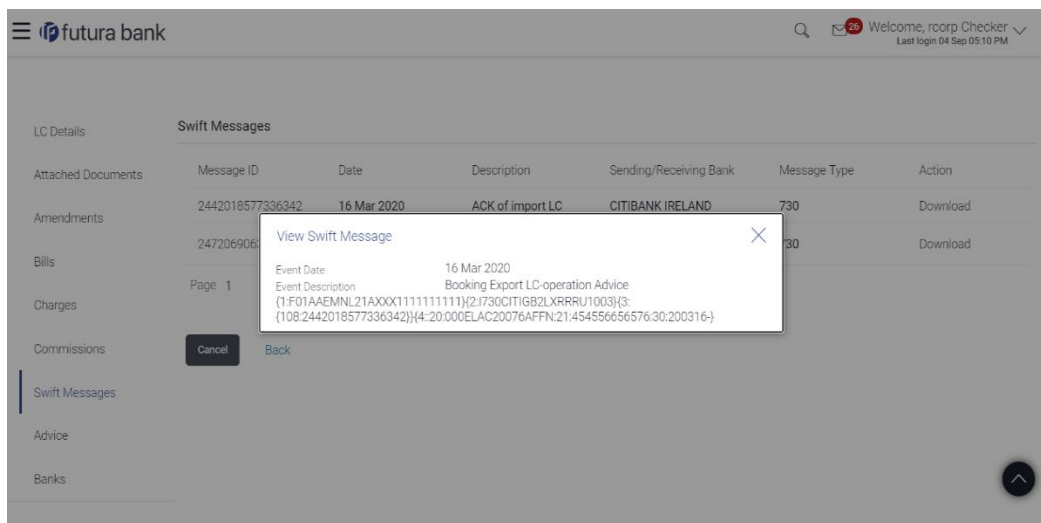 futura bank
26
Welcome, rcorp Checker
Last login 04 Sep 05:10 PM
LC Details
Attached Documents
Amendments
Bills
Charges
Commissions
Swift Messages
Advice
Banks
Swift Messages
Message ID Date Description Sending/Receiving Bank Message Type Action
2442018577336342 16 Mar 2020 ACK of import LC CITIBANK IRELAND 730 Download
Download
Page 1
View Swift Message
Event Date 16 Mar 2020
Event Description Booking Export LC-operation Advice
{1:F01AAEMNL21AXXX1111111111}{2:I730CITIGB2LXRRRU1003}{3:
{108:2442018577336342}}{4::20:000ELAC20076AFFN:21:454556656576:30:200316-}
Cancel Back